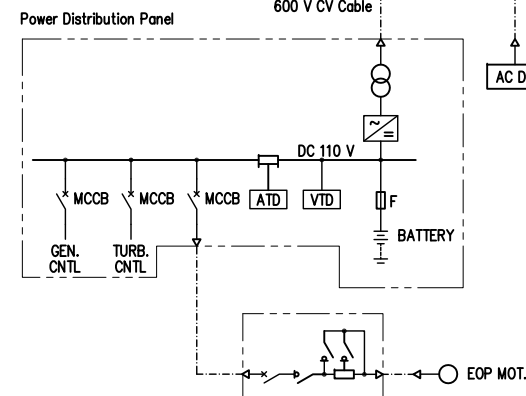 600 V CV Cable
Power Distribution Panel
AC D
DC 110 V
MCCB
MCCB
MCCB
ATD
VTD
F
BATTERY
GEN.
CNTL
TURB.
CNTL
EOP MOT.